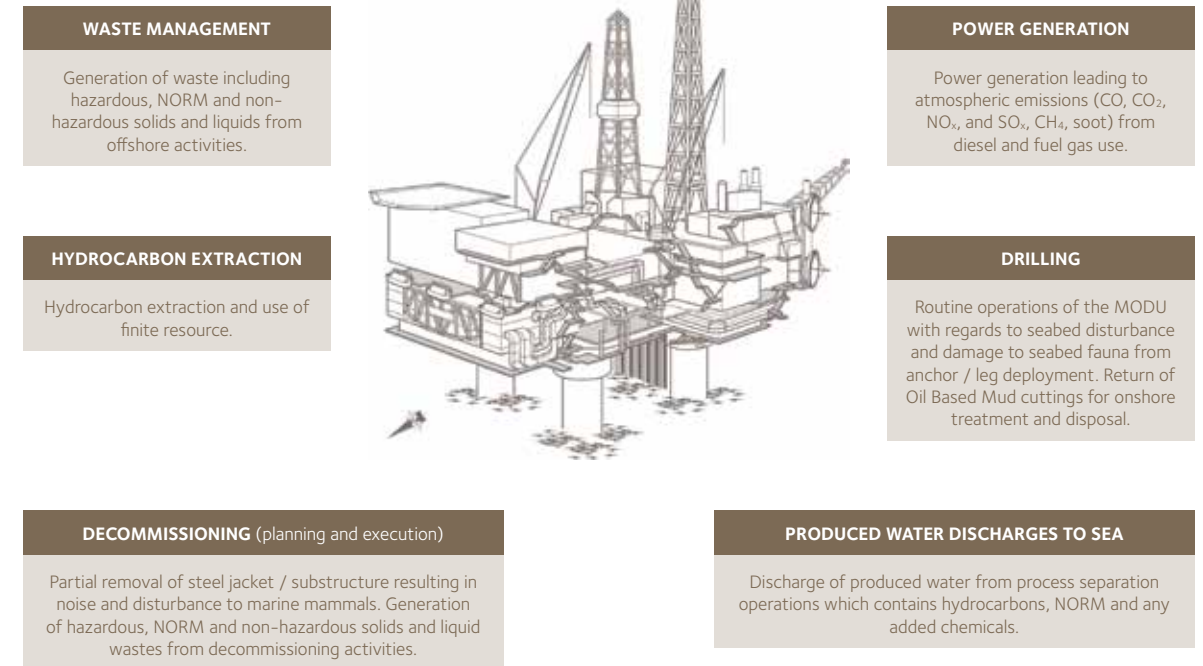 WASTE MANAGEMENT
Generation of waste including
hazardous, NORM and non-
hazardous solids and liquids from
offshore activities.
POWER GENERATION
Power generation leading to
atmospheric emissions (CO, CO₂,
NOₓ, and SOₓ, CH₄, soot) from
diesel and fuel gas use.
HYDROCARBON EXTRACTION
Hydrocarbon extraction and use of
finite resource.
DRILLING
Routine operations of the MODU
with regards to seabed disturbance
and damage to seabed fauna from
anchor / leg deployment. Return of
Oil Based Mud cuttings for onshore
treatment and disposal.
DECOMMISSIONING (planning and execution)
Partial removal of steel jacket / substructure resulting in
noise and disturbance to marine mammals. Generation
of hazardous, NORM and non-hazardous solids and liquid
wastes from decommissioning activities.
PRODUCED WATER DISCHARGES TO SEA
Discharge of produced water from process separation
operations which contains hydrocarbons, NORM and any
added chemicals.